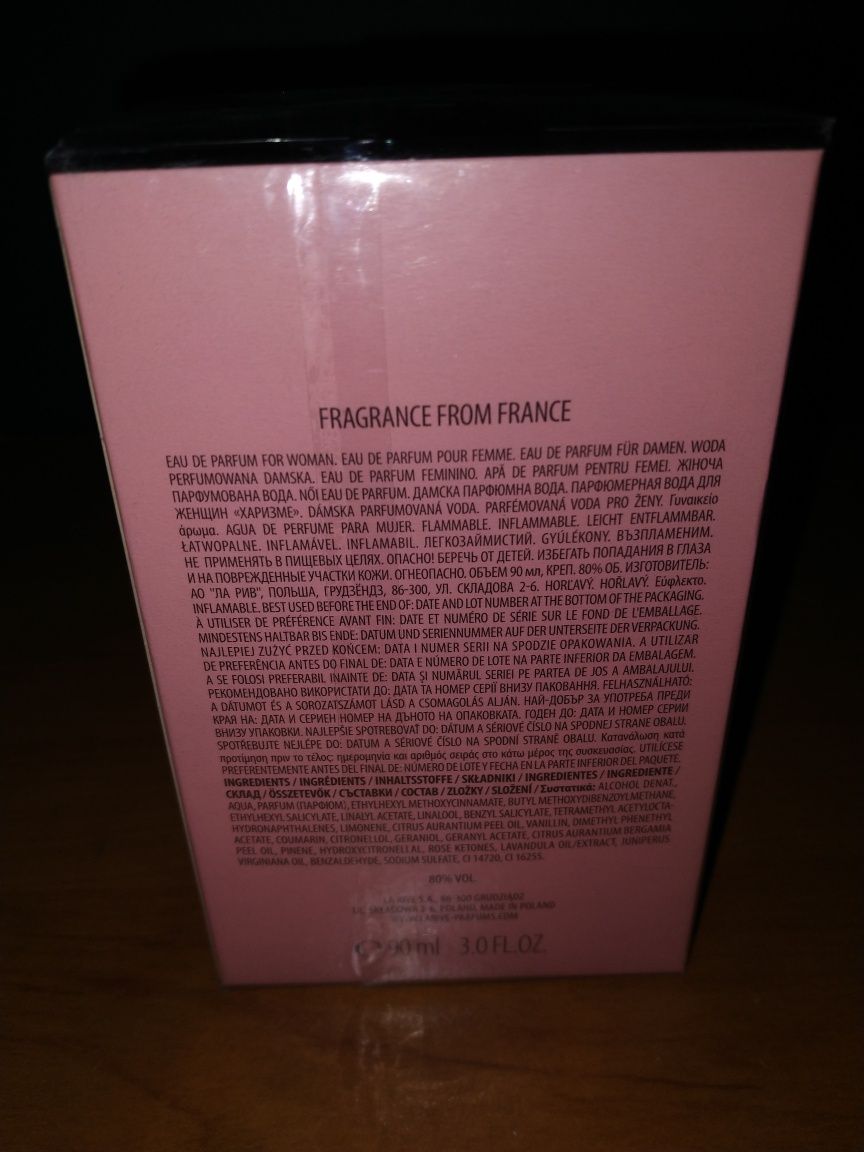 FRAGRANCE FROM FRANCE
EAU DE PARFUM FOR WOMAN. EAU DE PARFUM POUR FEMME. EAU DE PARFUM FÜR DAMEN. WODA
PERFUMOWANA DAMSKA. EAU DE PARFUM FEMININO. APĂ DE PARFUM PENTRU FEMEI. ЖІНОЧА
ПАРФУМОВАНА ВОДА. NŐI EAU DE PARFUM. ДАМСКА ПАРФЮМНА ВОДА. ПАРФЮМЕРНАЯ ВОДА ДЛЯ
ЖЕНЩИН «ХАРИЗМЕ». DÁMSKA PARFUMOVANÁ VODA. PARFÉMOVANÁ VODA PRO ŽENY. Γυναικείο
άρωμα. AGUA DE PERFUME PARA MUJER. FLAMMABLE. INFLAMMABLE. LEICHT ENTFLAMMBAR.
ŁATWOPALNE. INFLAMÁVEL. INFLAMABIL. ЛЕГКОЗАЙМИСТИЙ. GYÚLÉKONY. ВЪЗПЛАМЕНИМ.
НЕ ПРИМЕНЯТЬ В ПИЩЕВЫХ ЦЕЛЯХ. ОПАСНО! БЕРЕЧЬ ОТ ДЕТЕЙ. ИЗБЕГАТЬ ПОПАДАНИЯ В ГЛАЗА
И НА ПОВРЕЖДЕННЫЕ УЧАСТКИ КОЖИ. ОГНЕОПАСНО. ОБЪЕМ 90 мл, КРЕП. 80% ОБ. ИЗГОТОВИТЕЛЬ:
АО "ЛА РИВ", ПОЛЬША, ГРУДЗЁНДЗ, 86-300, УЛ. СКЛАДОВА 2-6. HORĽAVÝ. HOŘLAVÝ. Εύφλεκτο.
INFLAMABLE. BEST USED BEFORE THE END OF: DATE AND LOT NUMBER AT THE BOTTOM OF THE PACKAGING.
À UTILISER DE PRÉFÉRENCE AVANT FIN: DATE ET NUMÉRO DE SÉRIE SUR LE FOND DE L'EMBALLAGE.
MINDESTENS HALTBAR BIS ENDE: DATUM UND SERIENNUMMER AUF DER UNTERSEITE DER VERPACKUNG.
NAJLEPIEJ ZUŻYĆ PRZED KOŃCEM: DATA I NUMER SERII NA SPODZIE OPAKOWANIA. A UTILIZAR
DE PREFERÊNCIA ANTES DO FINAL DE: DATA E NÚMERO DE LOTE NA PARTE INFERIOR DA EMBALAGEM.
A SE FOLOSI PREFERABIL INAINTE DE: DATA ȘI NUMĂRUL SERIEI PE PARTEA DE JOS A AMBALAJULUI.
РЕКОМЕНДОВАНО ВИКОРИСТАТИ ДО: ДАТА ТА НОМЕР СЕРІЇ ВНИЗУ ПАКОВАННЯ. FELHASZNÁLHATÓ:
A DÁTUMOT ÉS A SOROZATSZÁMOT LÁSD A CSOMAGOLÁS ALJÁN. НАЙ-ДОБЪР ЗА УПОТРЕБА ПРЕДИ
КРАЯ НА: ДАТА И СЕРИЕН НОМЕР НА ДЪНОТО НА ОПАКОВКАТА. ГОДЕН ДО: ДАТА И НОМЕР СЕРИИ
ВНИЗУ УПАКОВКИ. NAJLEPŠIE SPOTREBOVAŤ DO: DÁTUM A SÉRIOVÉ ČÍSLO NA SPODNEJ STRANE OBALU.
SPOTŘEBUJTE NEJLÉPE DO: DATUM A SÉRIOVÉ ČÍSLO NA SPODNÍ STRANĚ OBALU. Κατανάλωση κατά
προτίμηση πριν το τέλος: ημερομηνία και αριθμός σειράς στο κάτω μέρος της συσκευασίας. UTILÍCESE
PREFERENTEMENTE ANTES DEL FINAL DE: NÚMERO DE LOTE Y FECHA EN LA PARTE INFERIOR DEL PAQUETE.
INGREDIENTS / INGRÉDIENTS / INHALTSSTOFFE / SKŁADNIKI / INGREDIENTES / INGREDIENTE /
СКЛАД / ÖSSZETEVŐK / СЪСТАВКИ / СОСТАВ / ZLOŽKY / SLOŽENÍ / Συστατικά: ALCOHOL DENAT.,
AQUA, PARFUM (ПАРФЮМ), ETHYLHEXYL METHOXYCINNAMATE, BUTYL METHOXYDIBENZOYLMETHANE,
ETHYLHEXYL SALICYLATE, LINALYL ACETATE, LINALOOL, BENZYL SALICYLATE, TETRAMETHYL ACETYLOCTA-
HYDRONAPHTHALENES, LIMONENE, CITRUS AURANTIUM PEEL OIL, VANILLIN, DIMETHYL PHENETHYL
ACETATE, COUMARIN, CITRONELLOL, GERANIOL, GERANYL ACETATE, CITRUS AURANTIUM BERGAMIA
PEEL OIL, PINENE, HYDROXYCITRONELLAL, ROSE KETONES, LAVANDULA OIL/EXTRACT, JUNIPERUS
VIRGINIANA OIL, BENZALDEHYDE, SODIUM SULFATE, CI 14720, CI 16255.
80% VOL
LA RIVE S.A., 86-300 GRUDZIĄDZ
UL. SKŁADOWA 2-6, POLAND, MADE IN POLAND
90 ml 3.0 FL.OZ.